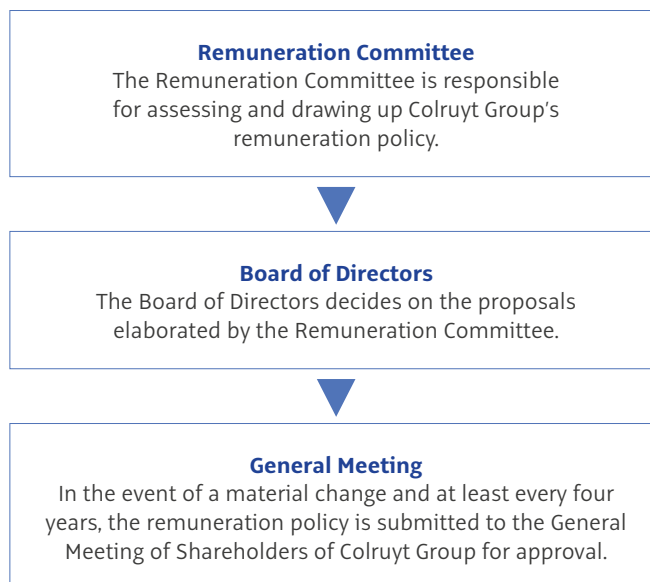 Remuneration Committee
The Remuneration Committee is responsible
for assessing and drawing up Colruyt Group’s
remuneration policy.
Board of Directors
The Board of Directors decides on the proposals
elaborated by the Remuneration Committee.
General Meeting
In the event of a material change and at least every four
years, the remuneration policy is submitted to the General
Meeting of Shareholders of Colruyt Group for approval.